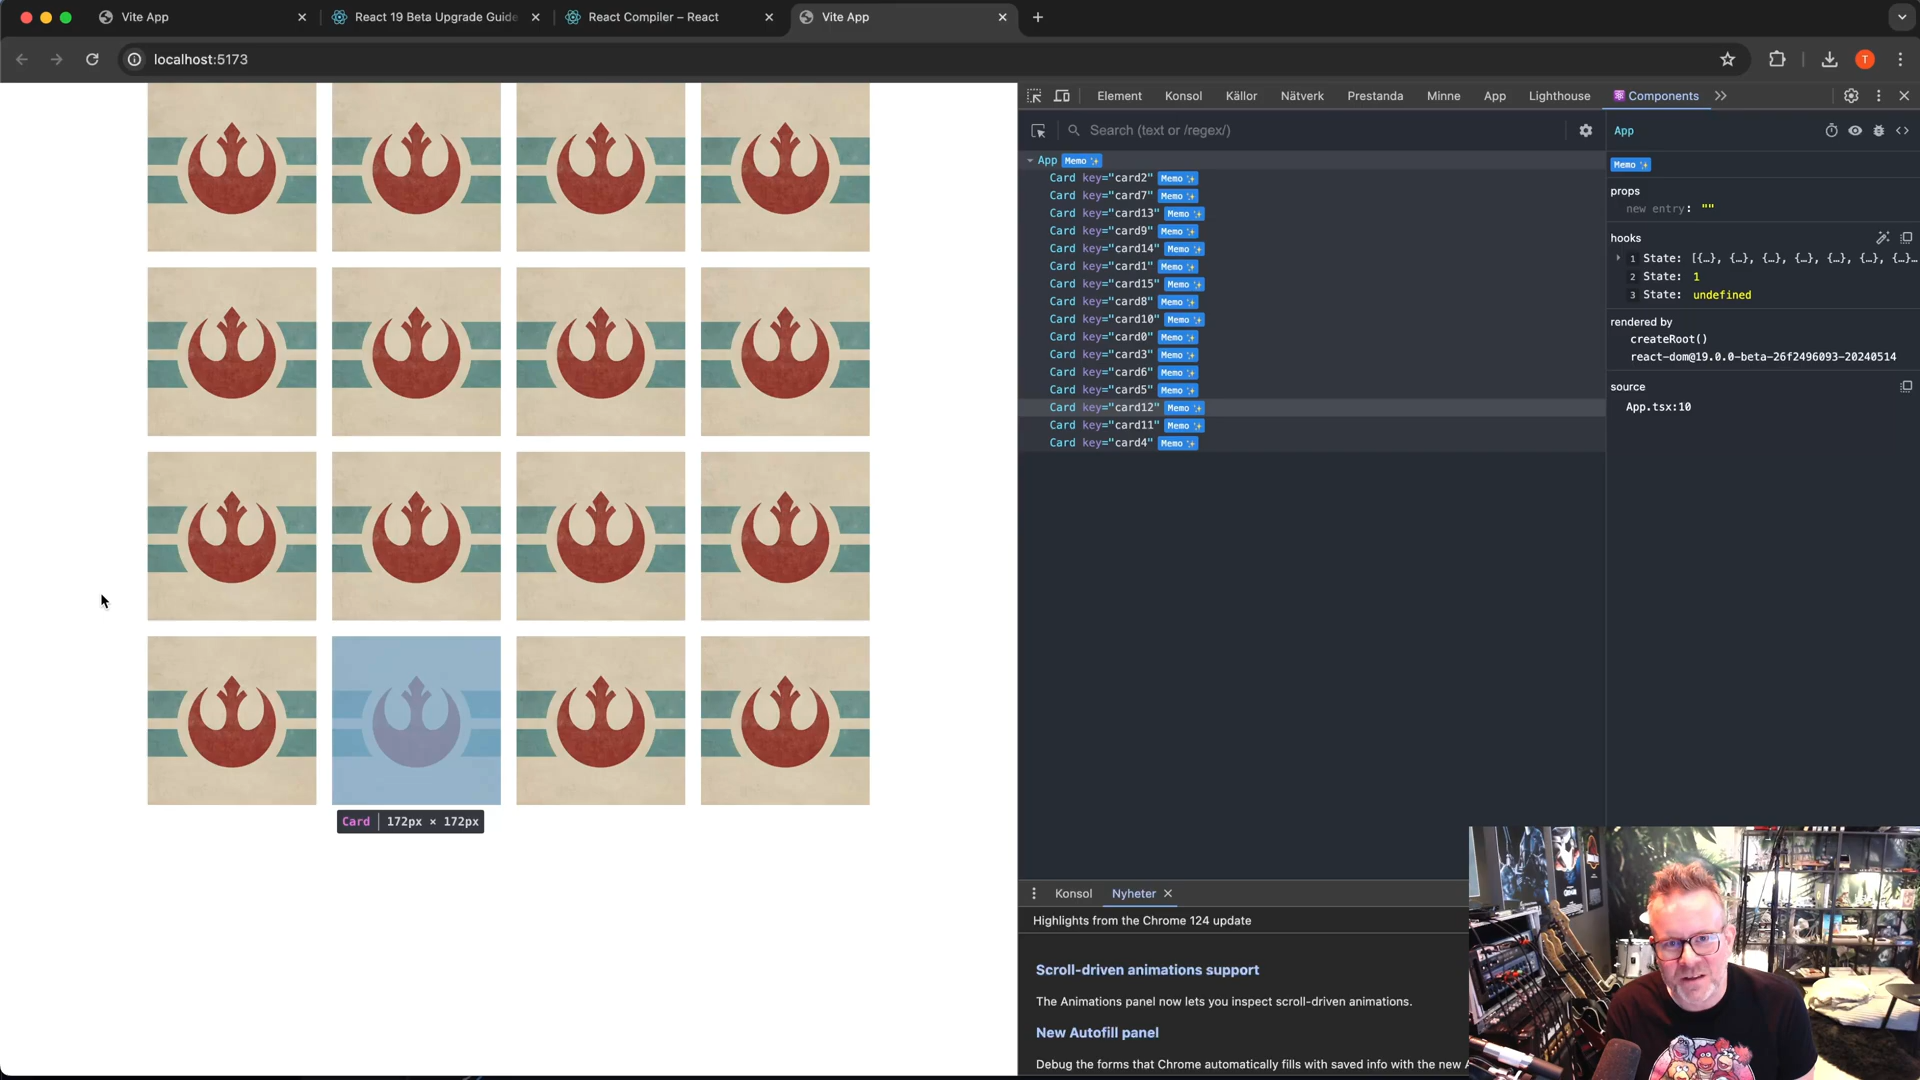 Vite App
React 19 Beta Upgrade Guide
React Compiler – React
Vite App
localhost:5173
T
Element Konsol Källor Nätverk Prestanda Minne App Lighthouse Components
Search (text or /regex/)
App
App Memo
Card key="card2" Memo
Card key="card7" Memo
Card key="card13" Memo
Card key="card9" Memo
Card key="card14" Memo
Card key="card1" Memo
Card key="card15" Memo
Card key="card8" Memo
Card key="card10" Memo
Card key="card0" Memo
Card key="card3" Memo
Card key="card6" Memo
Card key="card5" Memo
Card key="card12" Memo
Card key="card11" Memo
Card key="card4" Memo
Memo
props
new entry: ""
hooks
1 State: [{…}, {…}, {…}, {…}, {…}, {…}, {…}…
2 State: 1
3 State: undefined
rendered by
createRoot()
react-dom@19.0.0-beta-26f2496093-20240514
source
App.tsx:10
Card 172px × 172px
Konsol Nyheter
Highlights from the Chrome 124 update
Scroll-driven animations support
The Animations panel now lets you inspect scroll-driven animations.
New Autofill panel
Debug the forms that Chrome automatically fills with saved info with the new